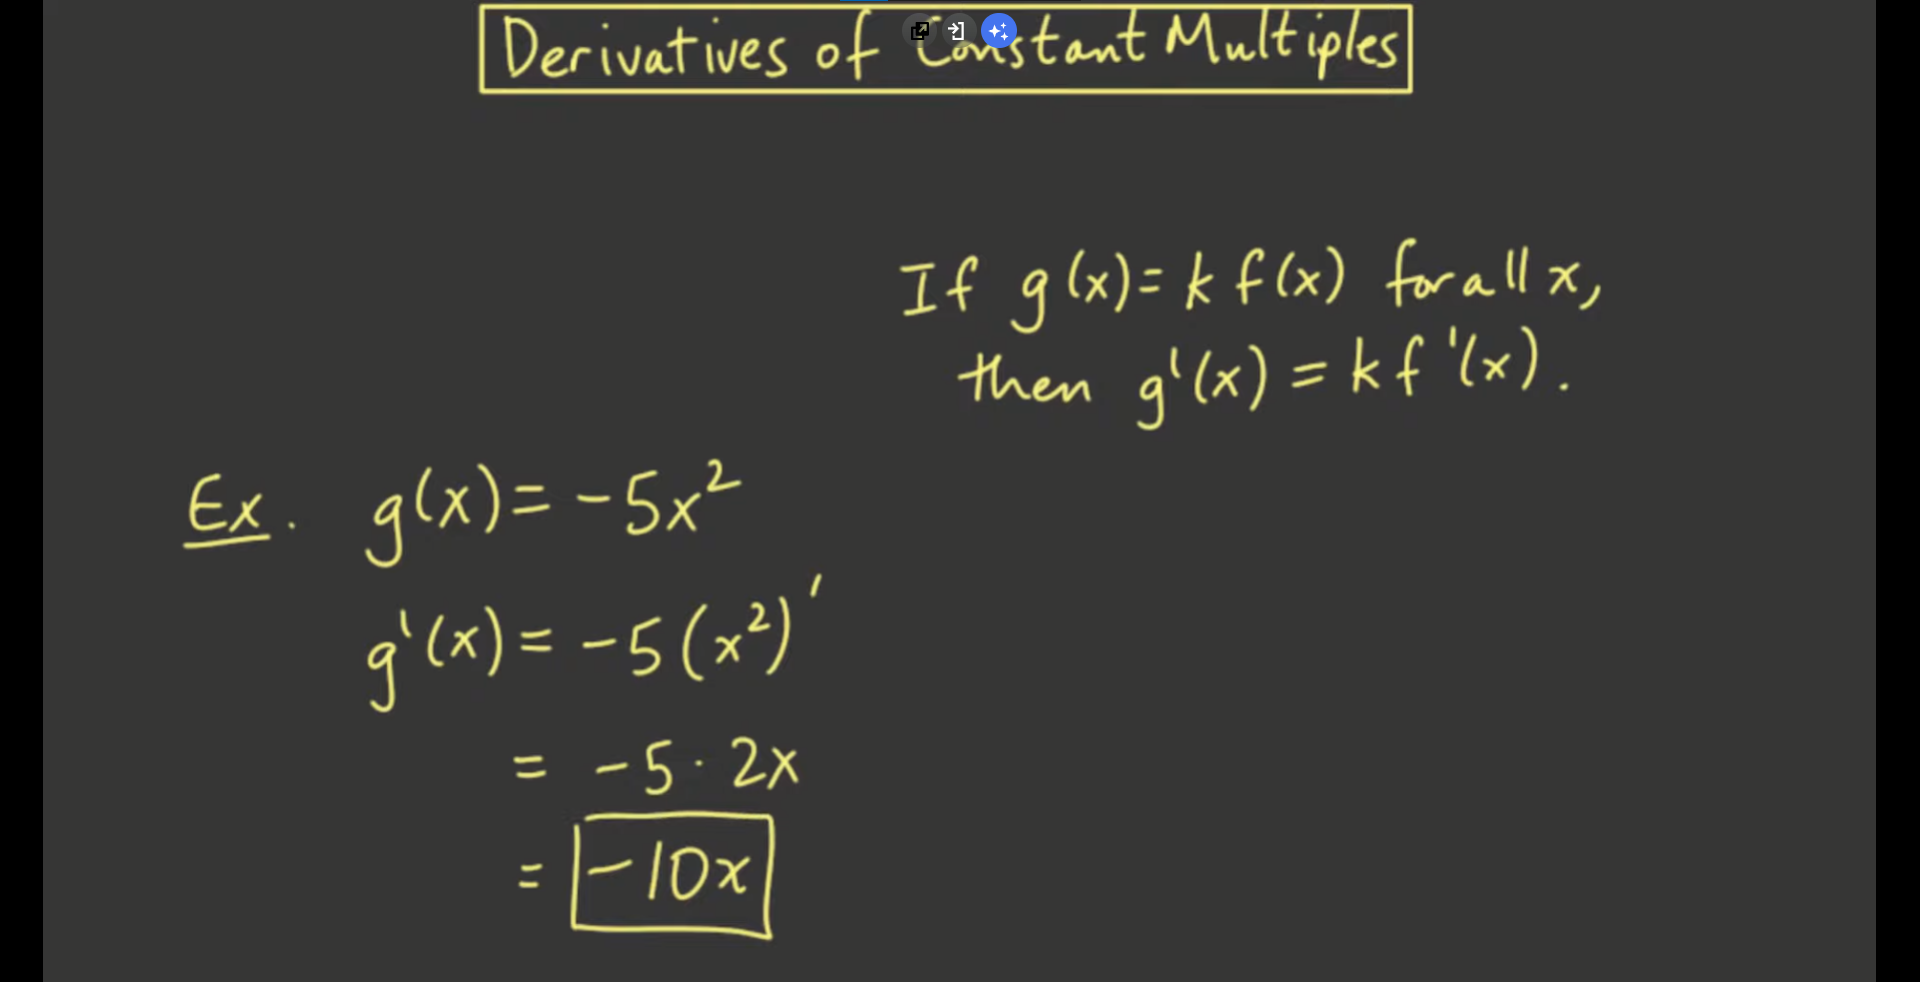 Derivatives of Constant Multiples
If g(x) = k f(x) for all x,
then g'(x) = k f'(x).
Ex. g(x) = -5x²
g'(x) = -5(x²)'
= -5 · 2x
= -10x